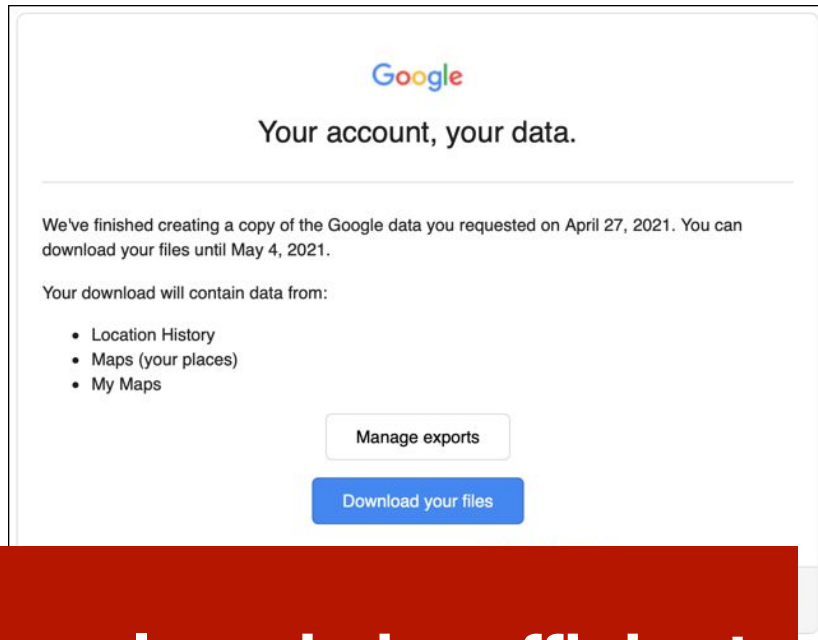 Google
Your account, your data.
We've finished creating a copy of the Google data you requested on April 27, 2021. You can
download your files until May 4, 2021.
Your download will contain data from:
• Location History
• Maps (your places)
• My Maps
Manage exports
Download your files